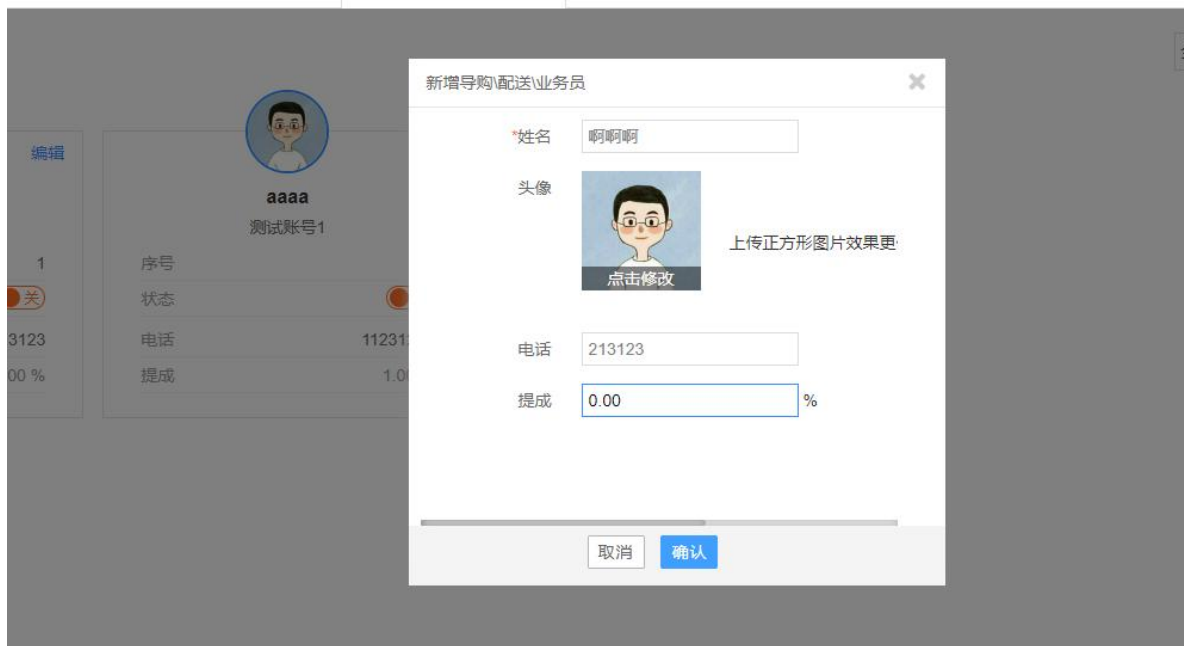 新增导购\配送\业务员
编辑
*姓名 啊啊啊
头像
点击修改
上传正方形图片效果更
aaaa
测试账号1
1
序号
关
状态
3123
电话
11231
00 %
提成
1.0
电话 213123
提成 0.00 %
取消 确认